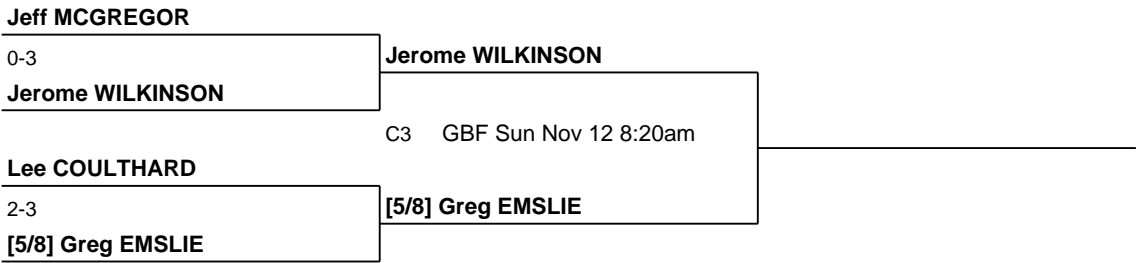 Jeff MCGREGOR
0-3
Jerome WILKINSON
Jerome WILKINSON
C3 GBF Sun Nov 12 8:20am
Lee COULTHARD
2-3
[5/8] Greg EMSLIE
[5/8] Greg EMSLIE